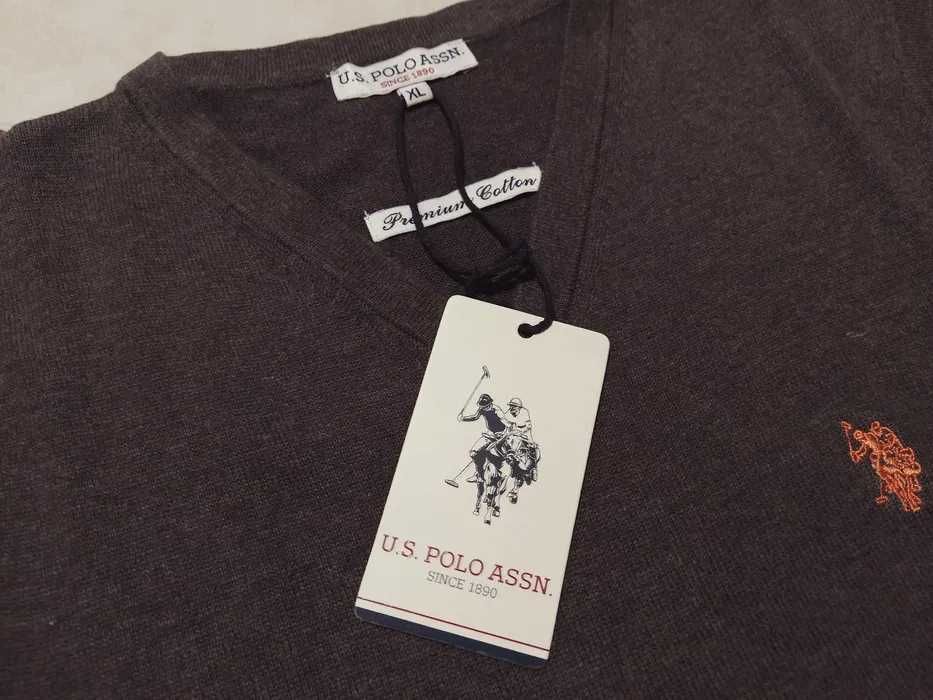 U.S. POLO ASSN.
SINCE 1890
XL
Premium Cotton
U.S. POLO ASSN.
SINCE 1890